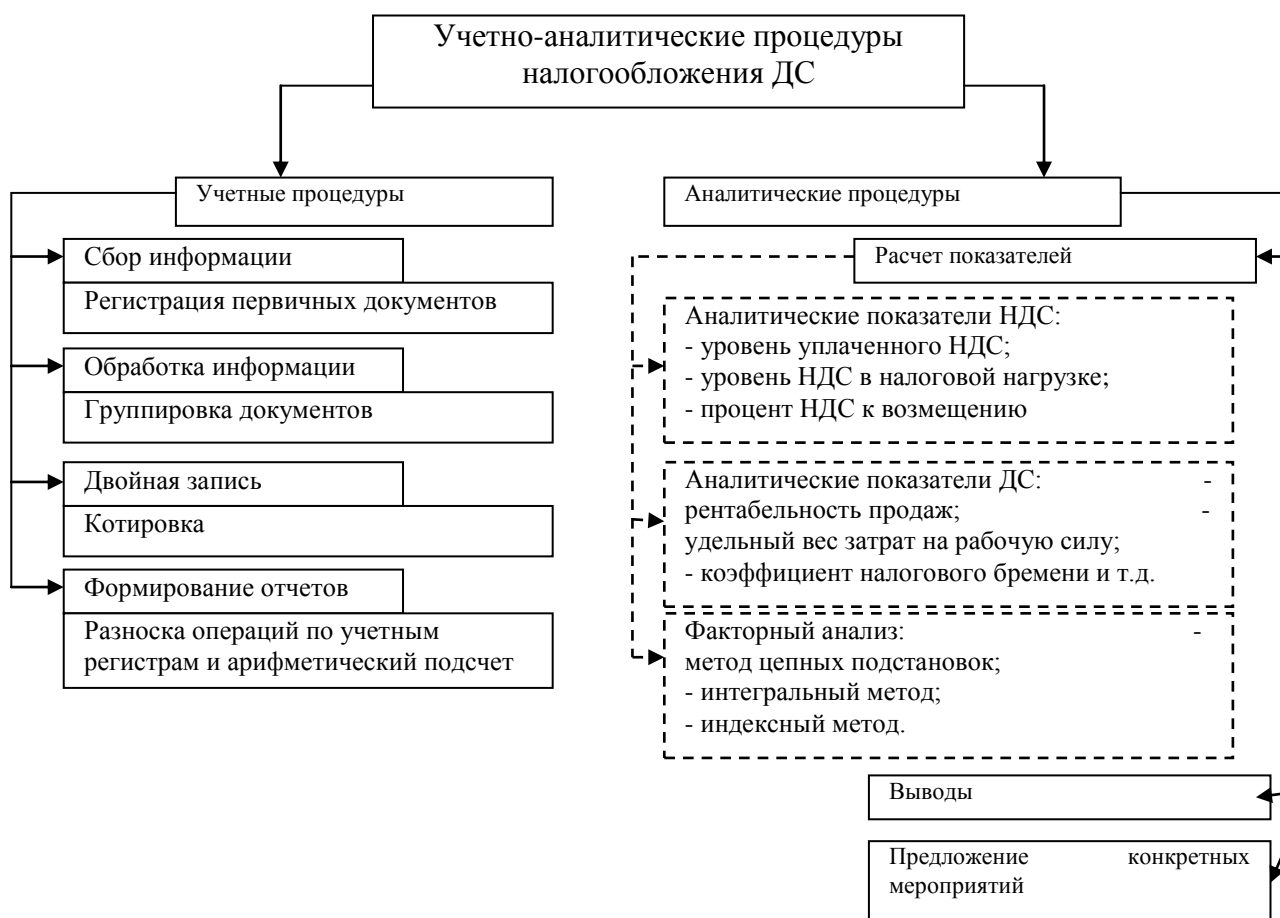 Учетно-аналитические процедуры
налогообложения ДС
Учетные процедуры
Сбор информации
Регистрация первичных документов
Обработка информации
Группировка документов
Двойная запись
Котировка
Формирование отчетов
Разноска операций по учетным
регистрам и арифметический подсчет
Аналитические процедуры
Расчет показателей
Аналитические показатели НДС:
- уровень уплаченного НДС;
- уровень НДС в налоговой нагрузке;
- процент НДС к возмещению
Аналитические показатели ДС: -
рентабельность продаж; -
удельный вес затрат на рабочую силу;
- коэффициент налогового бремени и т.д.
Факторный анализ: -
метод цепных подстановок;
- интегральный метод;
- индексный метод.
Выводы
Предложение конкретных
мероприятий